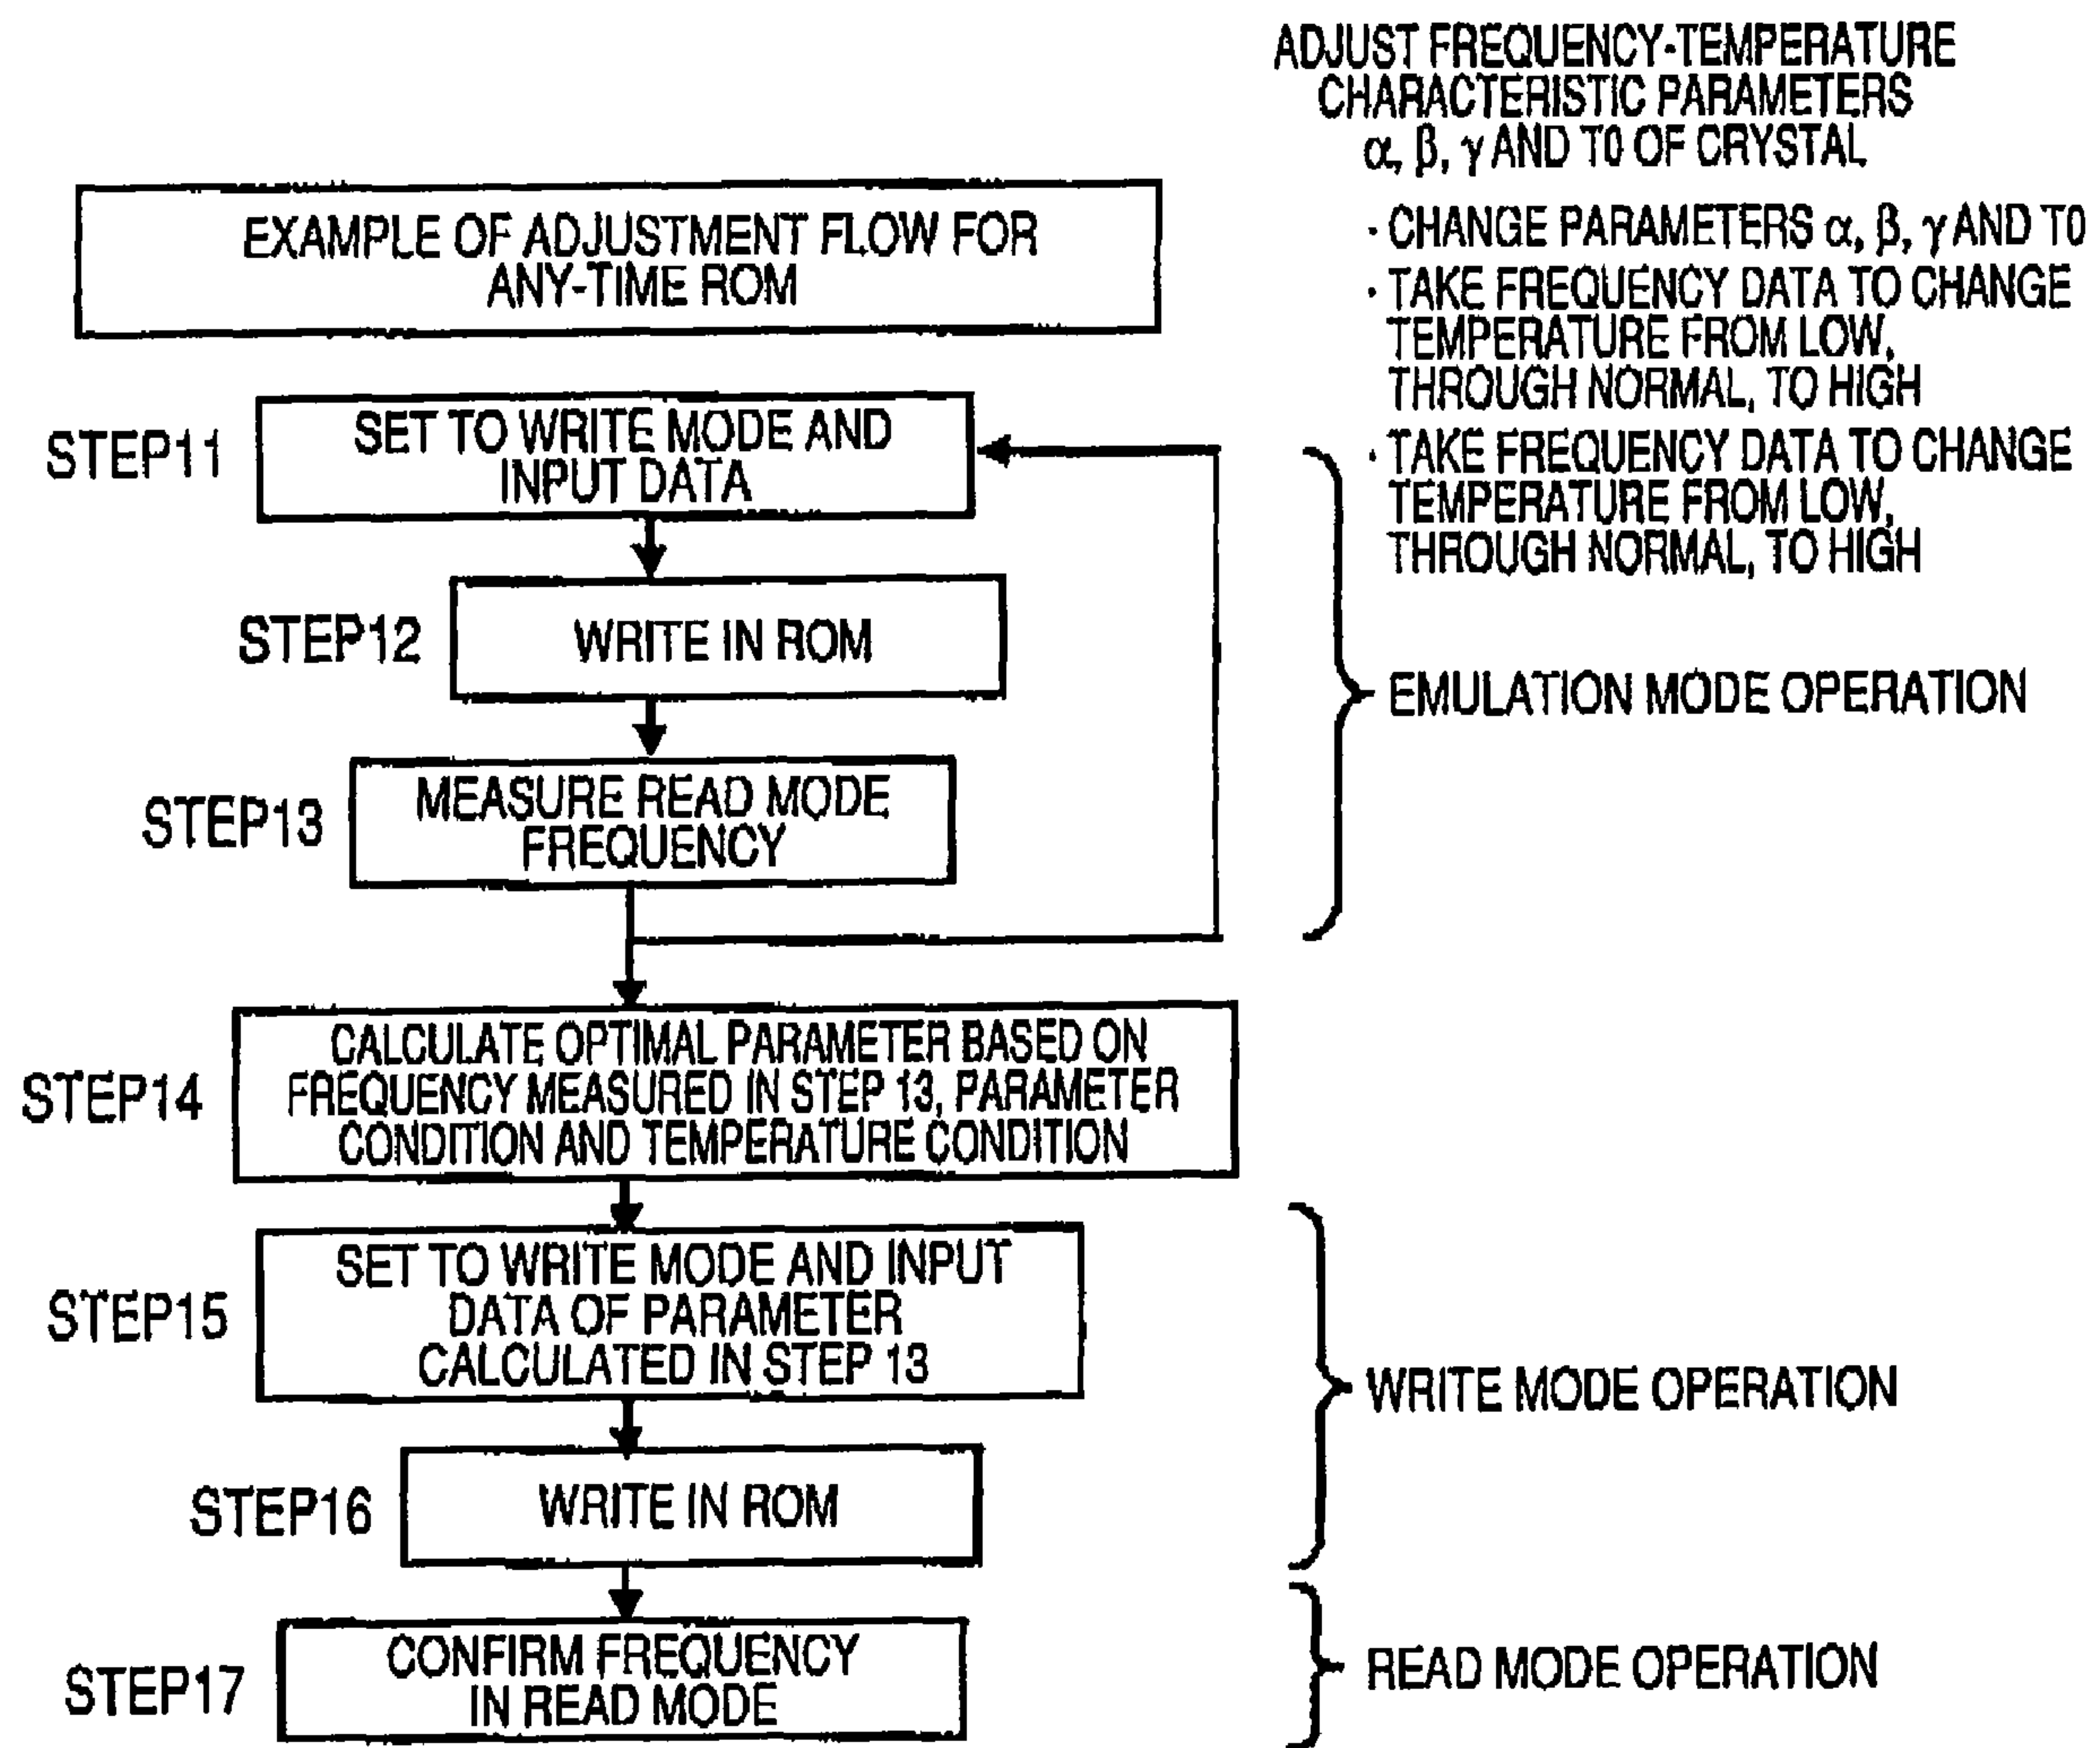 ADJUST FREQUENCY-TEMPERATURE
CHARACTERISTIC PARAMETERS
α, β, γ AND T0 OF CRYSTAL
EXAMPLE OF ADJUSTMENT FLOW FOR
ANY-TIME ROM
· CHANGE PARAMETERS α, β, γ AND T0
· TAKE FREQUENCY DATA TO CHANGE
TEMPERATURE FROM LOW,
THROUGH NORMAL, TO HIGH
· TAKE FREQUENCY DATA TO CHANGE
TEMPERATURE FROM LOW,
THROUGH NORMAL, TO HIGH
STEP11
SET TO WRITE MODE AND
INPUT DATA
STEP12
WRITE IN ROM
EMULATION MODE OPERATION
STEP13
MEASURE READ MODE
FREQUENCY
STEP14
CALCULATE OPTIMAL PARAMETER BASED ON
FREQUENCY MEASURED IN STEP 13, PARAMETER
CONDITION AND TEMPERATURE CONDITION
STEP15
SET TO WRITE MODE AND INPUT
DATA OF PARAMETER
CALCULATED IN STEP 13
WRITE MODE OPERATION
STEP16
WRITE IN ROM
STEP17
CONFIRM FREQUENCY
IN READ MODE
READ MODE OPERATION